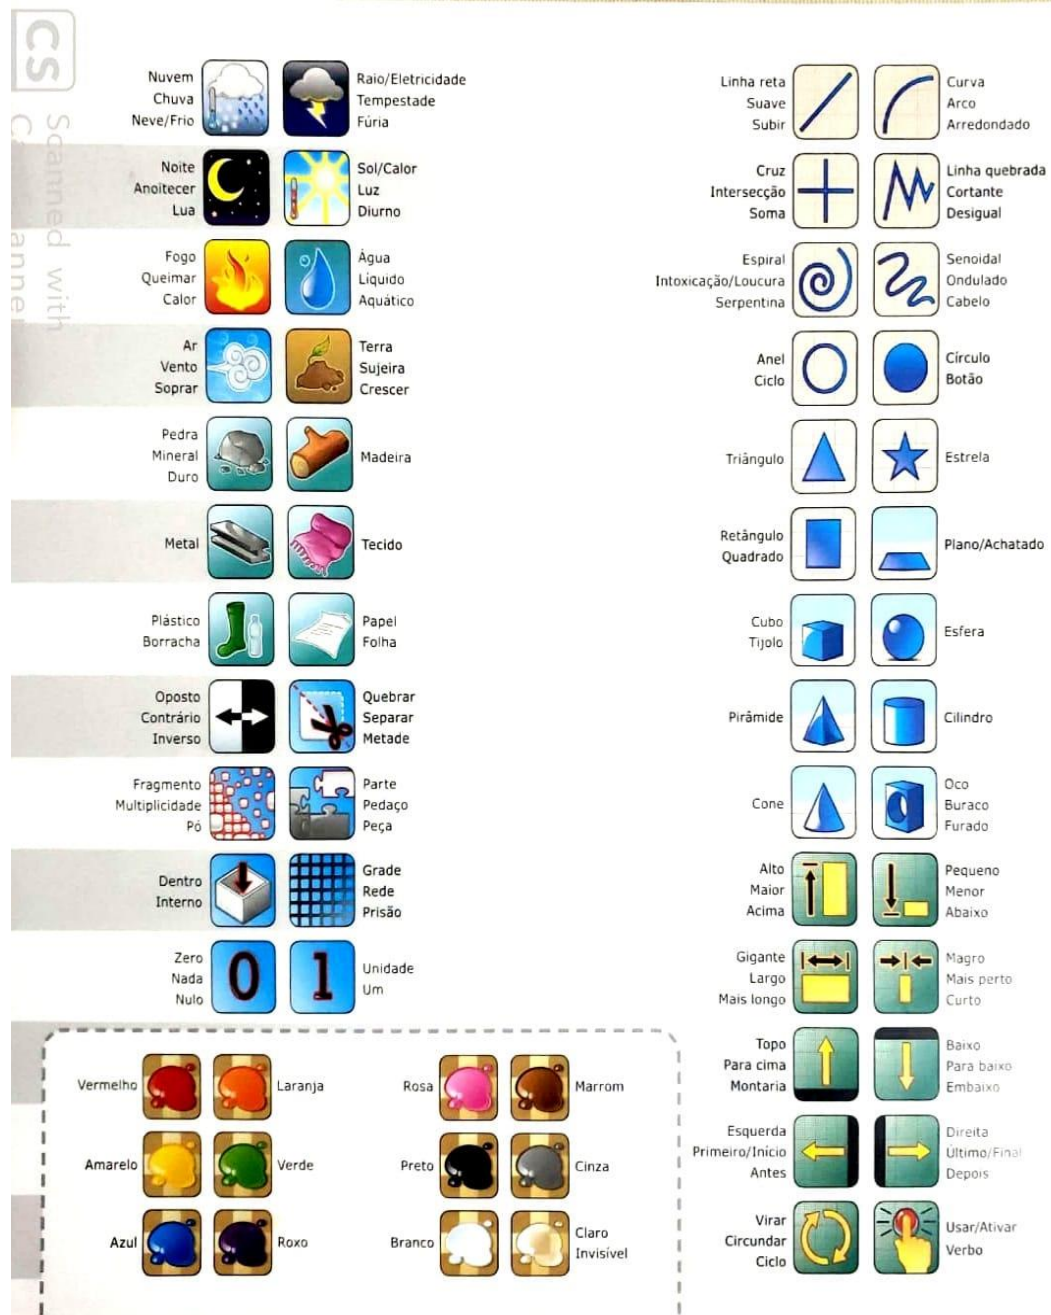 CS
Scanned with
Nuvem
Chuva
Neve/Frio
Raio/Eletricidade
Tempestade
Fúria
Noite
Anoitecer
Lua
Sol/Calor
Luz
Diurno
Fogo
Queimar
Calor
Água
Líquido
Aquático
Ar
Vento
Soprar
Terra
Sujeira
Crescer
Pedra
Mineral
Duro
Madeira
Metal
Tecido
Plástico
Borracha
Papel
Folha
Oposto
Contrário
Inverso
Quebrar
Separar
Metade
Fragmento
Multiplicidade
Pó
Parte
Pedaço
Peça
Dentro
Interno
Grade
Rede
Prisão
Zero
Nada
Nulo
0
1
Unidade
Um
Vermelho
Laranja
Rosa
Marrom
Amarelo
Verde
Preto
Cinza
Azul
Roxo
Branco
Claro
Invisível
Linha reta
Suave
Subir
Curva
Arco
Arredondado
Cruz
Intersecção
Soma
Linha quebrada
Cortante
Desigual
Espiral
Intoxicação/Loucura
Serpentina
Senoidal
Ondulado
Cabelo
Anel
Ciclo
Círculo
Botão
Triângulo
Estrela
Retângulo
Quadrado
Plano/Achatado
Cubo
Tijolo
Esfera
Pirâmide
Cilindro
Cone
Oco
Buraco
Furado
Alto
Maior
Acima
Pequeno
Menor
Abaixo
Gigante
Largo
Mais longo
Magro
Mais perto
Curto
Topo
Para cima
Montaria
Baixo
Para baixo
Embaixo
Esquerda
Primeiro/Início
Antes
Direita
Último/Final
Depois
Virar
Circundar
Ciclo
Usar/Ativar
Verbo